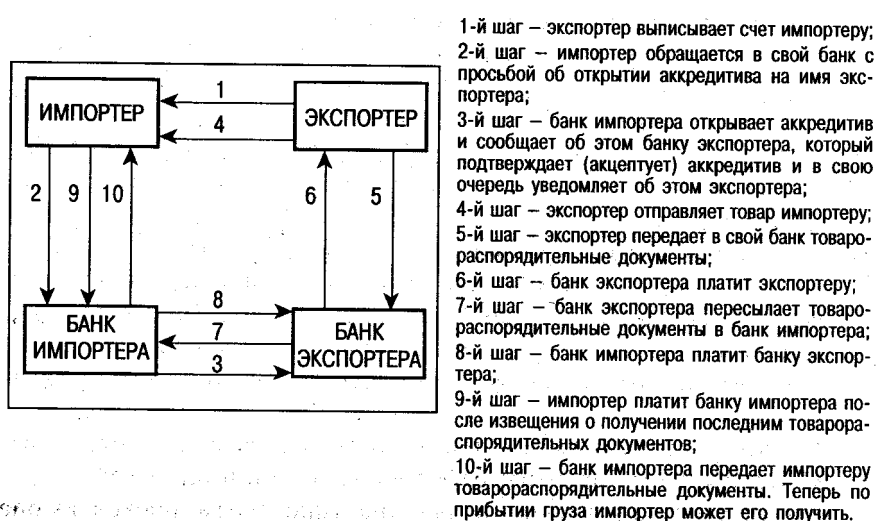 ИМПОРТЕР
ЭКСПОРТЕР
1
4
2
9
10
6
5
БАНК
ИМПОРТЕРА
БАНК
ЭКСПОРТЕРА
8
7
3
1-й шаг – экспортер выписывает счет импортеру;
2-й шаг – импортер обращается в свой банк с
просьбой об открытии аккредитива на имя экс-
портера;
3-й шаг – банк импортера открывает аккредитив
и сообщает об этом банку экспортера, который
подтверждает (акцептует) аккредитив и в свою
очередь уведомляет об этом экспортера;
4-й шаг – экспортер отправляет товар импортеру;
5-й шаг – экспортер передает в свой банк товаро-
распорядительные документы;
6-й шаг – банк экспортера платит экспортеру;
7-й шаг – банк экспортера пересылает товаро-
распорядительные документы в банк импортера;
8-й шаг – банк импортера платит банку экспор-
тера;
9-й шаг – импортер платит банку импортера по-
сле извещения о получении последним товарора-
спорядительных документов;
10-й шаг – банк импортера передает импортеру
товарораспорядительные документы. Теперь по
прибытии груза импортер может его получить.